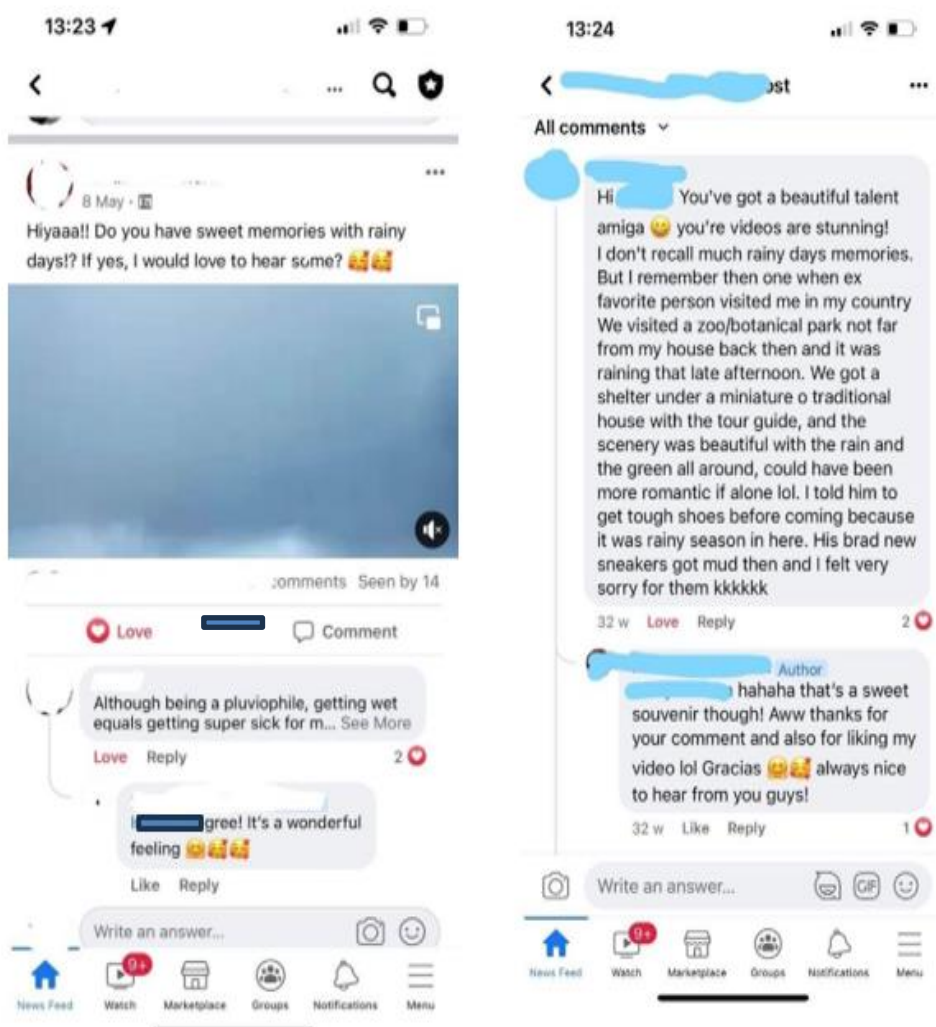 13:23
8 May
Hiyaaa!! Do you have sweet memories with rainy
days!? If yes, I would love to hear some?
comments Seen by 14
Love
Comment
Although being a pluviophile, getting wet
equals getting super sick for m... See More
Love Reply
2
gree! It's a wonderful
feeling
Like Reply
Write an answer...
9+
News Feed Watch Marketplace Groups Notifications Menu
13:24
ost
All comments
Hi You've got a beautiful talent
amiga you're videos are stunning!
I don't recall much rainy days memories.
But I remember then one when ex
favorite person visited me in my country
We visited a zoo/botanical park not far
from my house back then and it was
raining that late afternoon. We got a
shelter under a miniature o traditional
house with the tour guide, and the
scenery was beautiful with the rain and
the green all around, could have been
more romantic if alone lol. I told him to
get tough shoes before coming because
it was rainy season in here. His brad new
sneakers got mud then and I felt very
sorry for them kkkkkk
32 w Love Reply
2
Author
hahaha that's a sweet
souvenir though! Aww thanks for
your comment and also for liking my
video lol Gracias always nice
to hear from you guys!
32 w Like Reply
1
Write an answer...
GIF
9+
News Feed Watch Marketplace Groups Notifications Menu